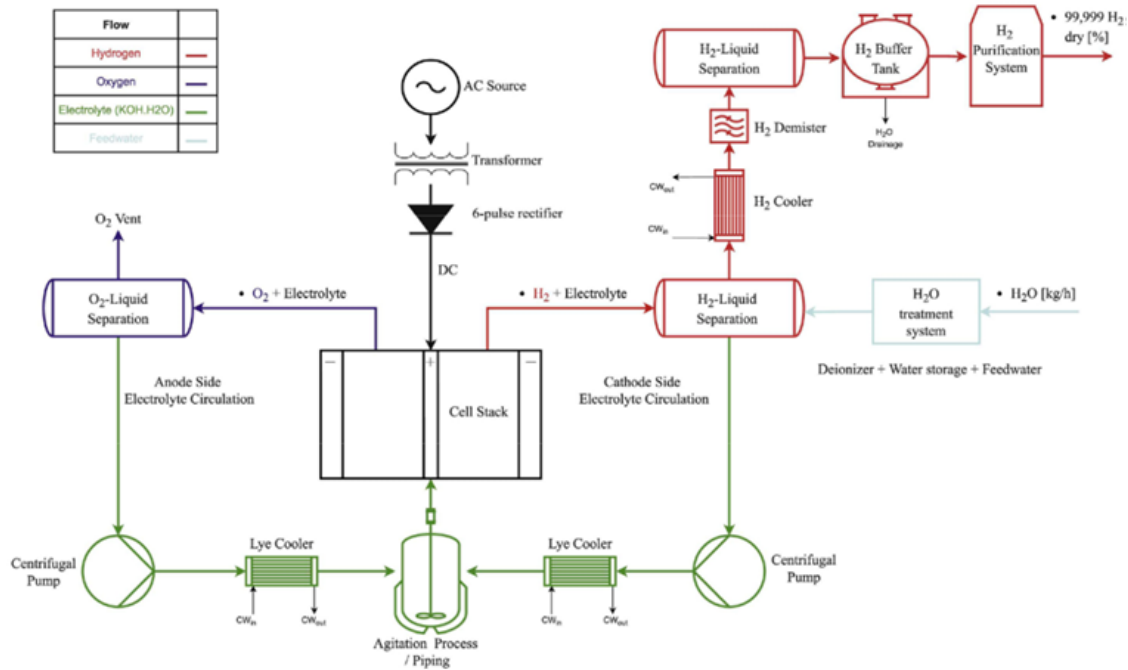 Flow
Hydrogen
Oxygen
Electrolyte (KOH.H2O)
Feedwater
AC Source
Transformer
6-pulse rectifier
DC
H₂-Liquid
Separation
H₂ Buffer
Tank
H₂
Purification
System
• 99,999 H₂
dry [%]
H₂O
Drainage
H₂ Demister
CWout
H₂ Cooler
CWin
O₂ Vent
O₂-Liquid
Separation
• O₂ + Electrolyte
• H₂ + Electrolyte
H₂-Liquid
Separation
H₂O
treatment
system
• H₂O [kg/h]
Deionizer + Water storage + Feedwater
Anode Side
Electrolyte Circulation
− + −
Cell Stack
Cathode Side
Electrolyte Circulation
Centrifugal
Pump
Lye Cooler
CWin CWout
Agitation Process
/ Piping
Lye Cooler
CWin CWout
Centrifugal
Pump